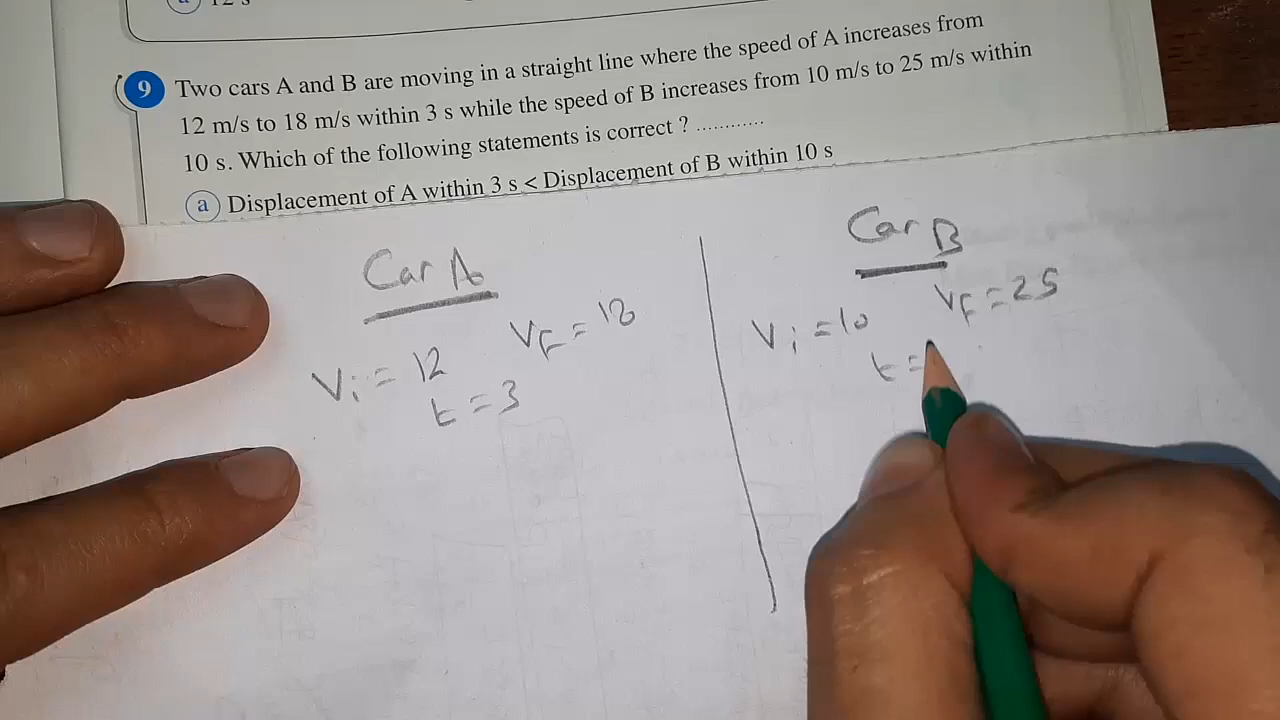 a 12 s
9 Two cars A and B are moving in a straight line where the speed of A increases from
12 m/s to 18 m/s within 3 s while the speed of B increases from 10 m/s to 25 m/s within
10 s. Which of the following statements is correct ? ............
a Displacement of A within 3 s < Displacement of B within 10 s
Car A
Vi = 12 VF = 18
t = 3
Car B
Vi = 10 VF = 25
t =